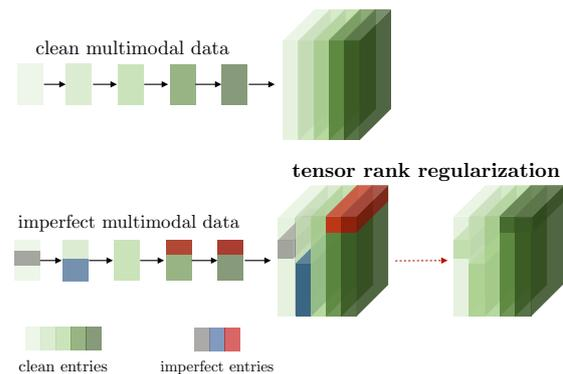 clean multimodal data
tensor rank regularization
imperfect multimodal data
clean entries
imperfect entries